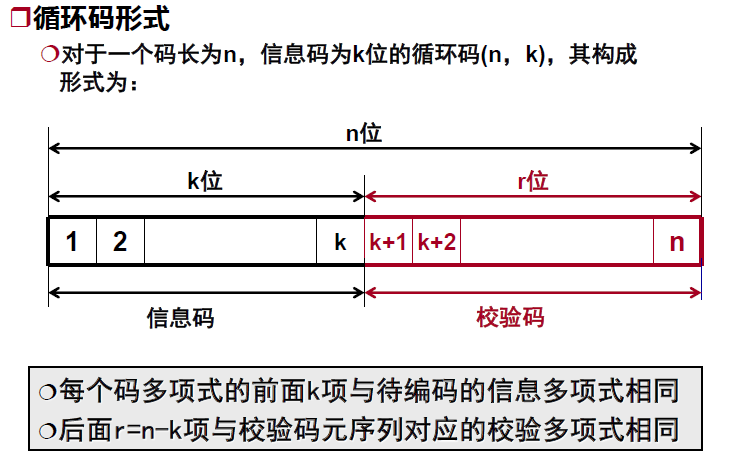 ❒循环码形式
❍对于一个码长为n，信息码为k位的循环码(n，k)，其构成
形式为：
n位
k位 r位
1 2 k k+1 k+2 n
信息码 校验码
❍每个码多项式的前面k项与待编码的信息多项式相同
❍后面r=n-k项与校验码元序列对应的校验多项式相同